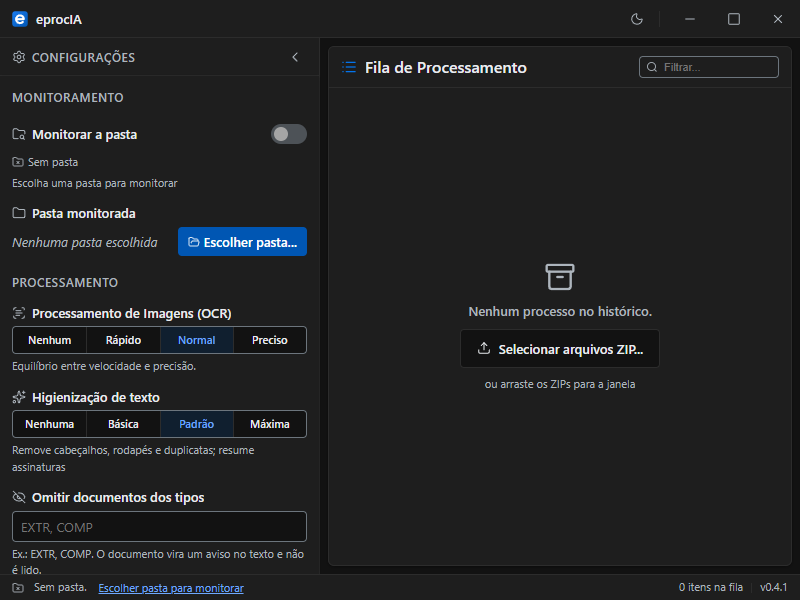 eprocIA
CONFIGURAÇÕES
MONITORAMENTO
Monitorar a pasta
Sem pasta
Escolha uma pasta para monitorar
Pasta monitorada
Nenhuma pasta escolhida
Escolher pasta...
PROCESSAMENTO
Processamento de Imagens (OCR)
Nenhum Rápido Normal Preciso
Equilíbrio entre velocidade e precisão.
Higienização de texto
Nenhuma Básica Padrão Máxima
Remove cabeçalhos, rodapés e duplicatas; resume
assinaturas
Omitir documentos dos tipos
EXTR, COMP
Ex.: EXTR, COMP. O documento vira um aviso no texto e não
é lido.
Fila de Processamento
Filtrar...
Nenhum processo no histórico.
Selecionar arquivos ZIP...
ou arraste os ZIPs para a janela
Sem pasta. Escolher pasta para monitorar
0 itens na fila v0.4.1